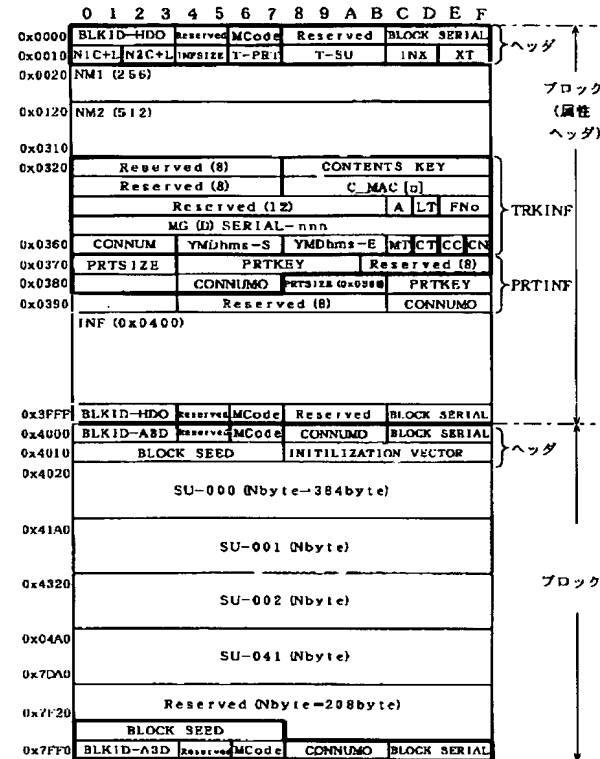 0 1 2 3 4 5 6 7 8 9 A B C D E F
0x0000 BLKID-HD0 Reserved MCode Reserved BLOCK SERIAL
0x0010 N1C+L N2C+L INFSIZE T-PRT T-SU INX XT
ヘッダ
0x0020 NM1 (256)
0x0120 NM2 (512)
ブロック
(属性
ヘッダ)
0x0310
0x0320 Reserved (8) CONTENTS KEY
Reserved (8) C_MAC [n]
Reserved (12) A LT FNo
MG (D) SERIAL-nnn
0x0360 CONNUM YMDhms-S YMDhms-E MT CT CC CN
TRKINF
0x0370 PRTSIZE PRTKEY Reserved (8)
0x0380 CONNUM0 PRTSIZE (0x0388) PRTKEY
0x0390 Reserved (8) CONNUM0
PRTINF
INF (0x0400)
0x3FFF BLKID-HD0 Reserved MCode Reserved BLOCK SERIAL
0x4000 BLKID-A3D Reserved MCode CONNUM0 BLOCK SERIAL
0x4010 BLOCK SEED INITILIZATION VECTOR
ヘッダ
0x4020
SU-000 (Nbyte=384byte)
0x41A0
SU-001 (Nbyte)
0x4320
SU-002 (Nbyte)
ブロック
0x04A0
SU-041 (Nbyte)
0x7DA0
Reserved (Nbyte=208byte)
0x7F20
BLOCK SEED
0x7FF0 BLKID-A3D Reserved MCode CONNUM0 BLOCK SERIAL